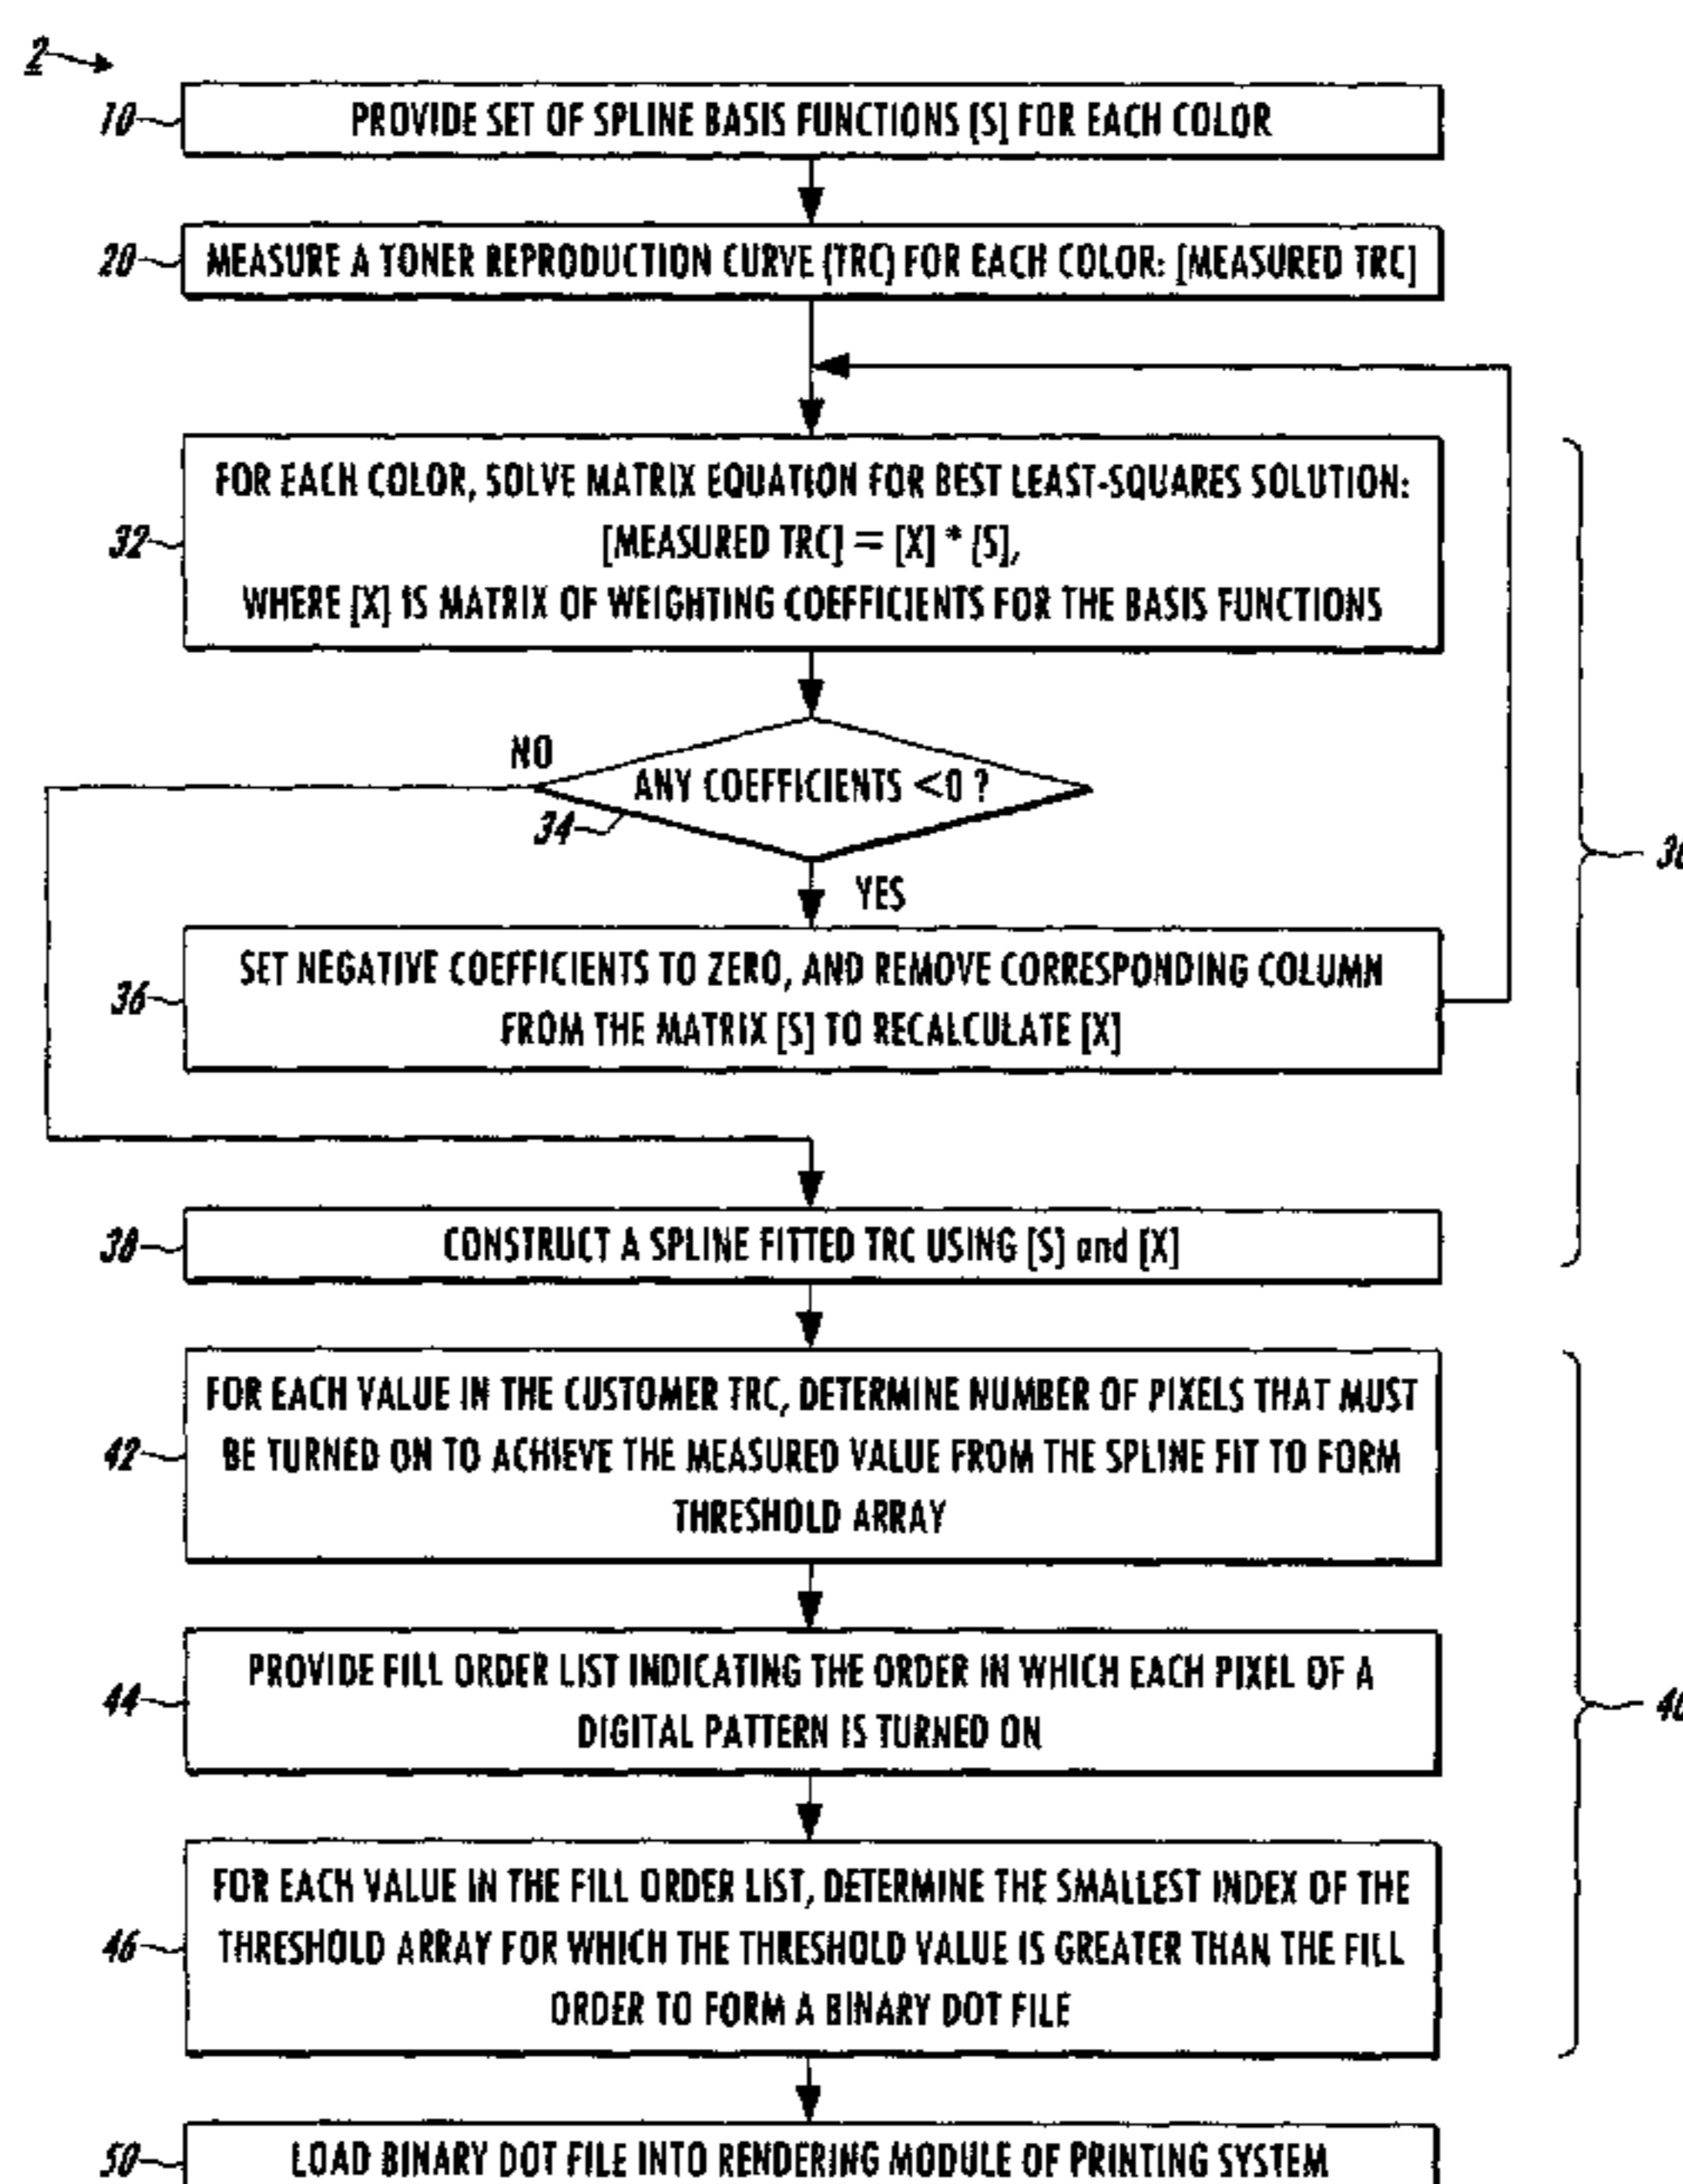 2
10 PROVIDE SET OF SPLINE BASIS FUNCTIONS [S] FOR EACH COLOR
20 MEASURE A TONER REPRODUCTION CURVE (TRC) FOR EACH COLOR: [MEASURED TRC]
FOR EACH COLOR, SOLVE MATRIX EQUATION FOR BEST LEAST-SQUARES SOLUTION:
32 [MEASURED TRC] = [X] * [S],
WHERE [X] IS MATRIX OF WEIGHTING COEFFICIENTS FOR THE BASIS FUNCTIONS
NO
ANY COEFFICIENTS <0 ?
34
YES
SET NEGATIVE COEFFICIENTS TO ZERO, AND REMOVE CORRESPONDING COLUMN
36
FROM THE MATRIX [S] TO RECALCULATE [X]
38 CONSTRUCT A SPLINE FITTED TRC USING [S] and [X]
FOR EACH VALUE IN THE CUSTOMER TRC, DETERMINE NUMBER OF PIXELS THAT MUST
42 BE TURNED ON TO ACHIEVE THE MEASURED VALUE FROM THE SPLINE FIT TO FORM
THRESHOLD ARRAY
PROVIDE FILL ORDER LIST INDICATING THE ORDER IN WHICH EACH PIXEL OF A
44
DIGITAL PATTERN IS TURNED ON
FOR EACH VALUE IN THE FILL ORDER LIST, DETERMINE THE SMALLEST INDEX OF THE
46 THRESHOLD ARRAY FOR WHICH THE THRESHOLD VALUE IS GREATER THAN THE FILL
ORDER TO FORM A BINARY DOT FILE
50 LOAD BINARY DOT FILE INTO RENDERING MODULE OF PRINTING SYSTEM